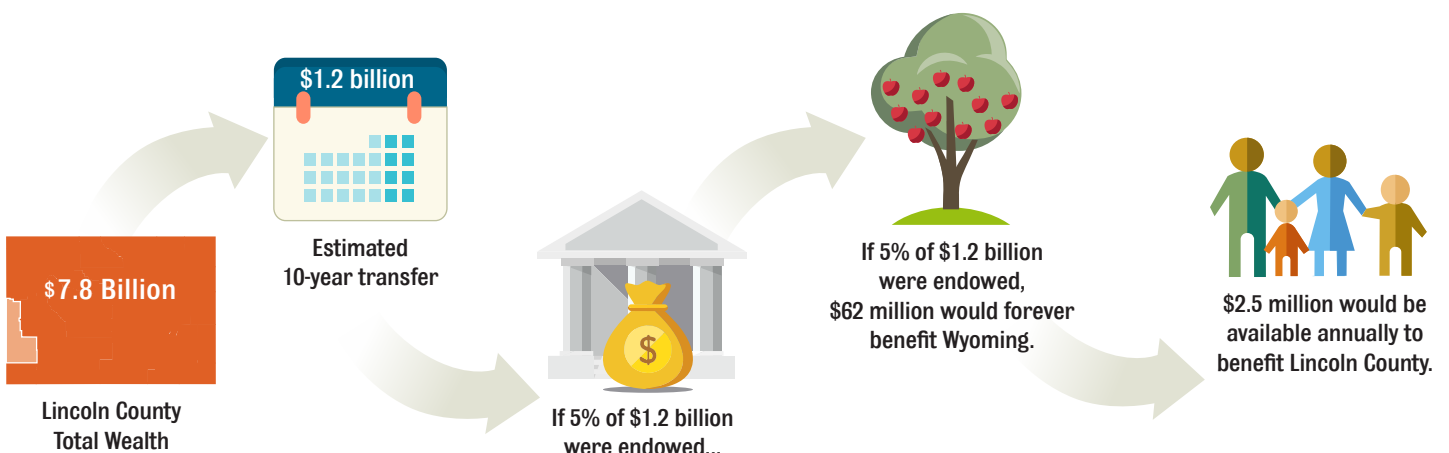 $7.8 Billion
Lincoln County
Total Wealth
$1.2 billion
Estimated
10-year transfer
$
If 5% of $1.2 billion
were endowed...
If 5% of $1.2 billion
were endowed,
$62 million would forever
benefit Wyoming.
$2.5 million would be
available annually to
benefit Lincoln County.